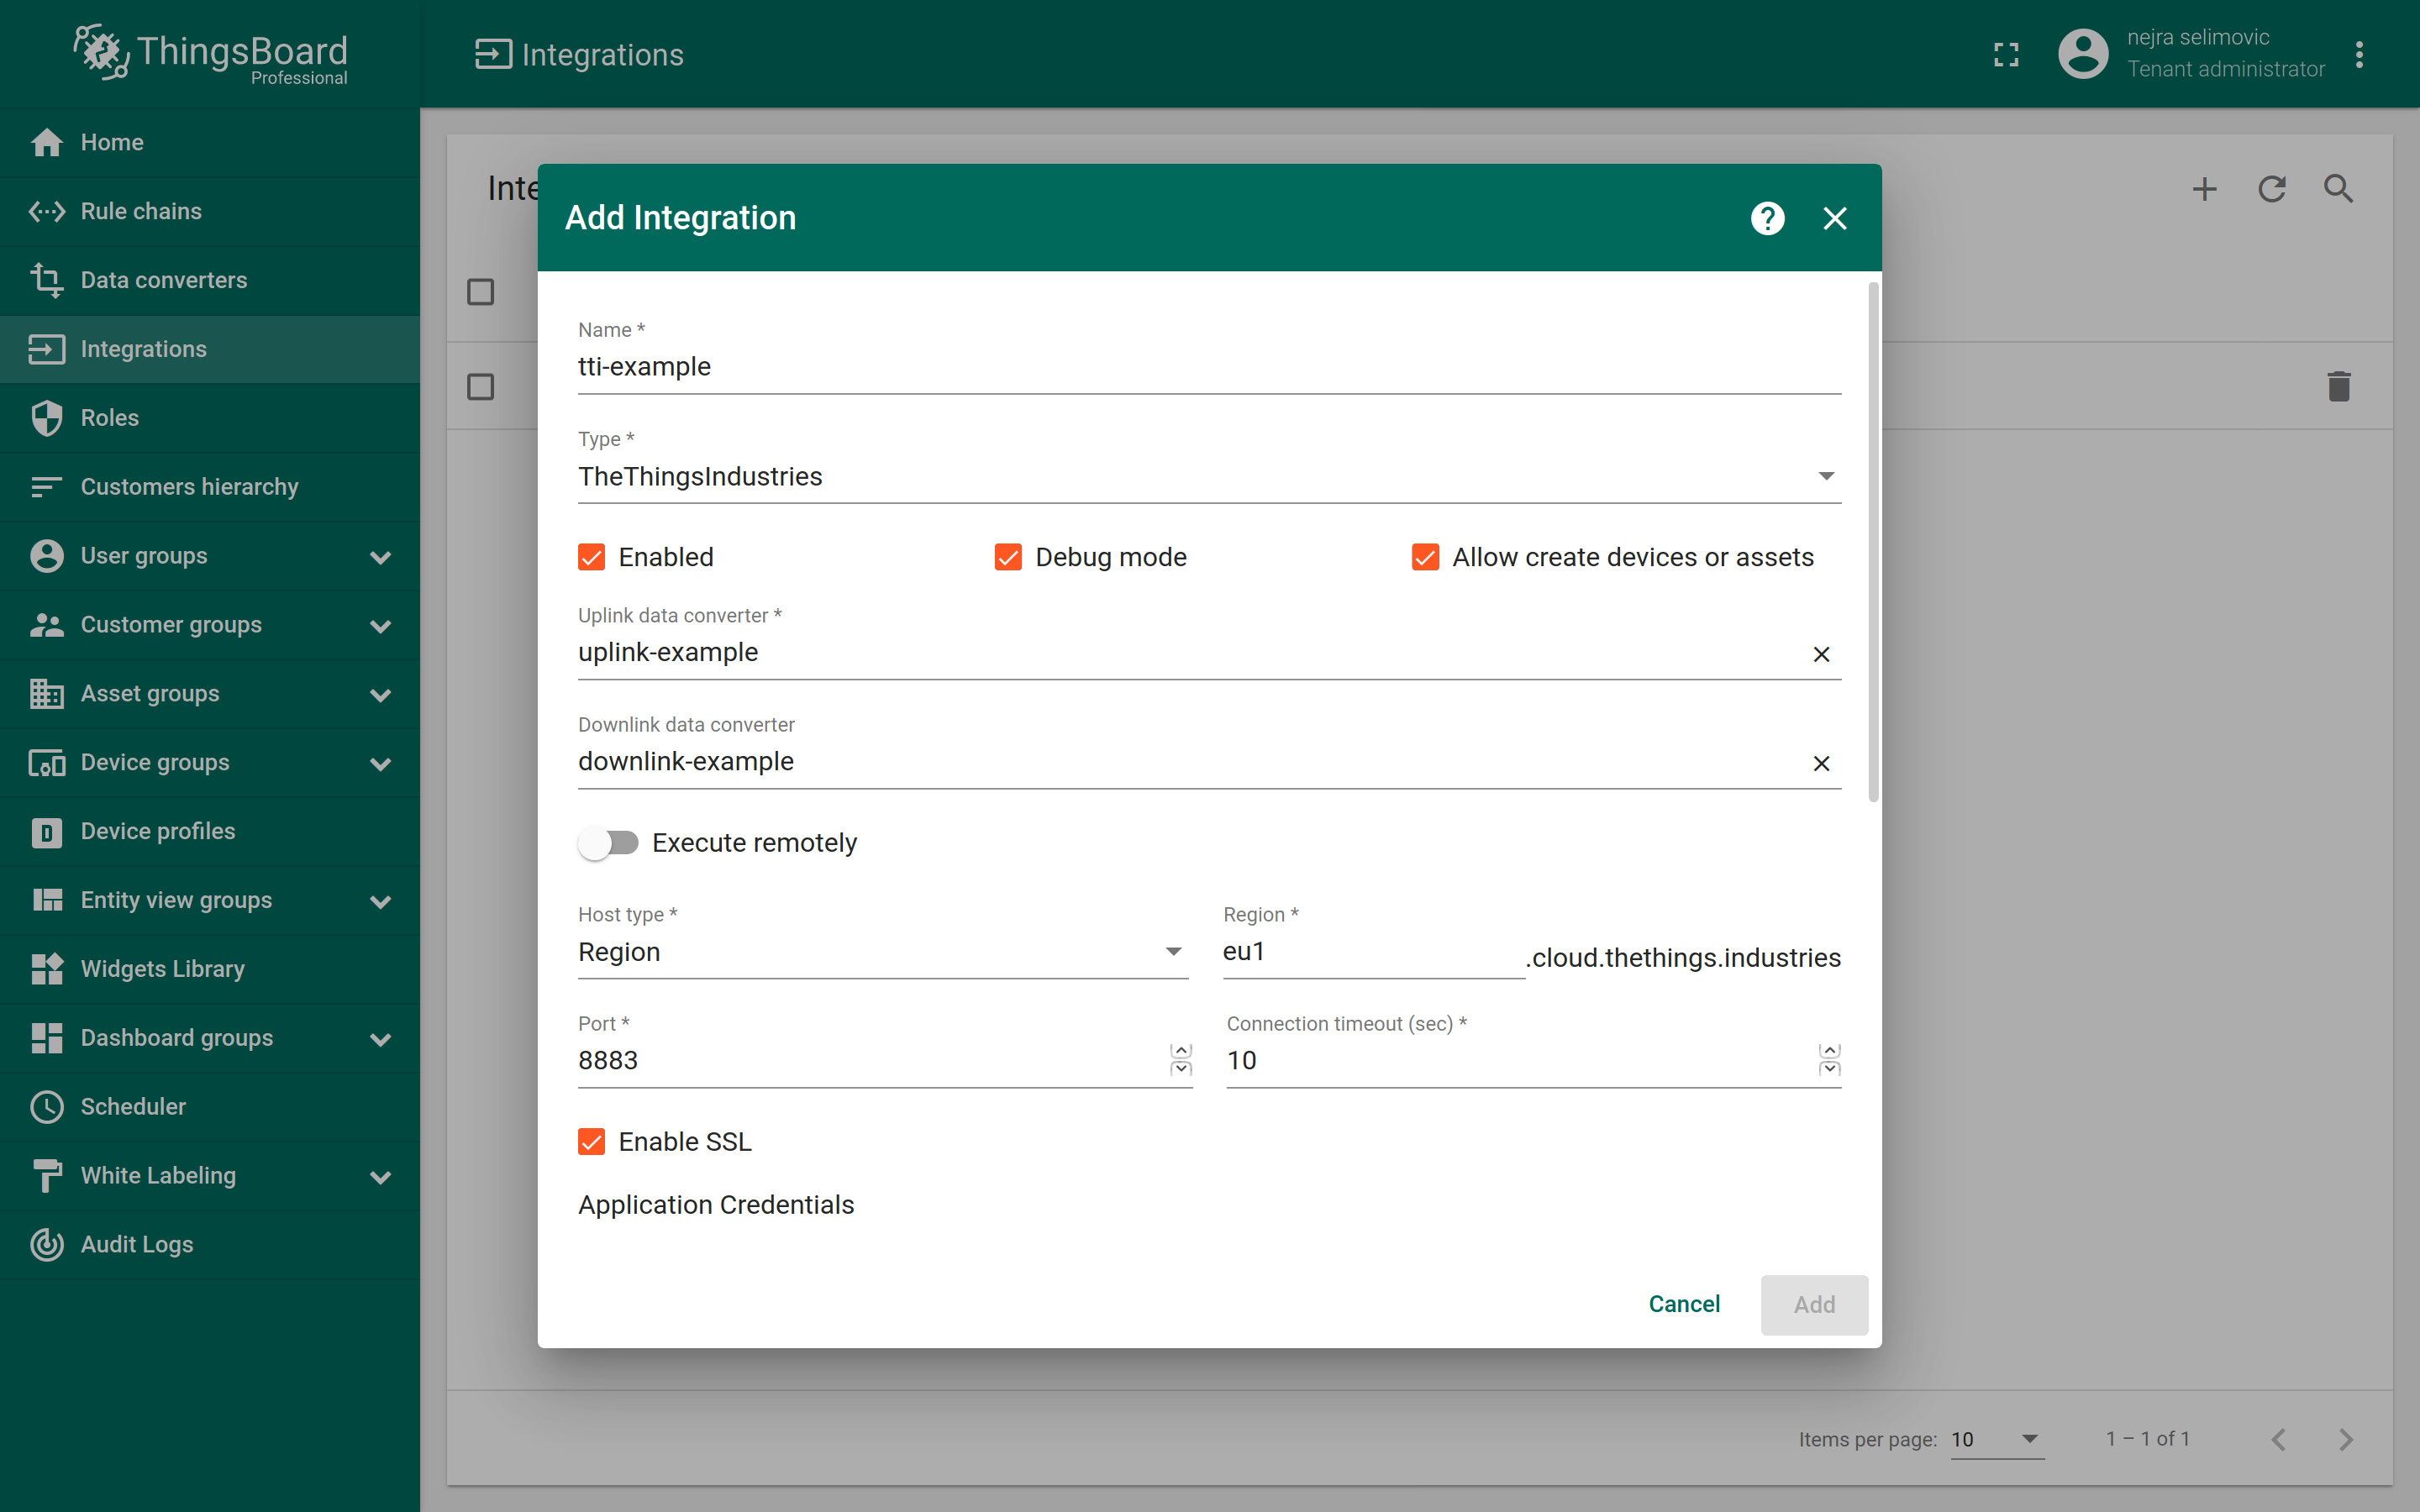 ThingsBoard
Professional
Integrations
nejra selimovic
Tenant administrator
Home
Rule chains
Data converters
Integrations
Roles
Customers hierarchy
User groups
Customer groups
Asset groups
Device groups
Device profiles
Entity view groups
Widgets Library
Dashboard groups
Scheduler
White Labeling
Audit Logs
Inte
Add Integration
Name *
tti-example
Type *
TheThingsIndustries
Enabled
Debug mode
Allow create devices or assets
Uplink data converter *
uplink-example
Downlink data converter
downlink-example
Execute remotely
Host type *
Region
Region *
eu1
.cloud.thethings.industries
Port *
8883
Connection timeout (sec) *
10
Enable SSL
Application Credentials
Cancel
Add
Items per page: 10
1 – 1 of 1